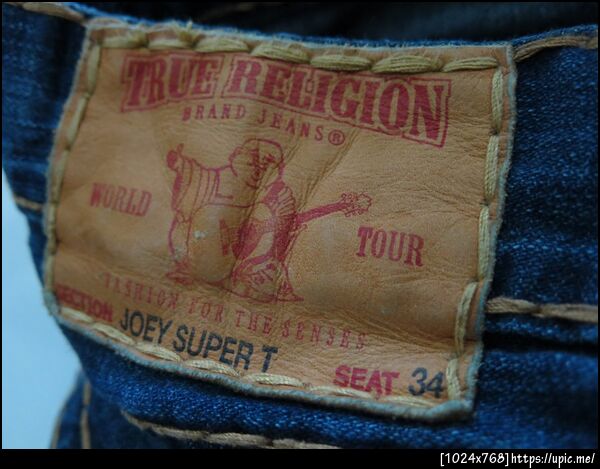 TRUE RELIGION
BRAND JEANS®
WORLD TOUR
FASHION FOR THE SENSES
SECTION JOEY SUPER T SEAT 34
[1024x768]https://upic.me/